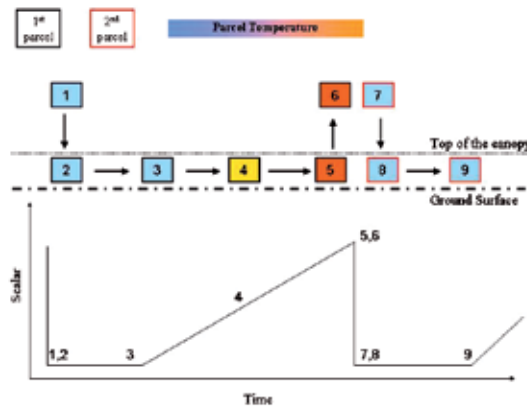 1st parcel
2nd parcel
Parcel Temperature
1
6
7
Top of the canopy
2
3
4
5
8
9
Ground Surface
5,6
Scalar
4
1,2
3
7,8
9
Time